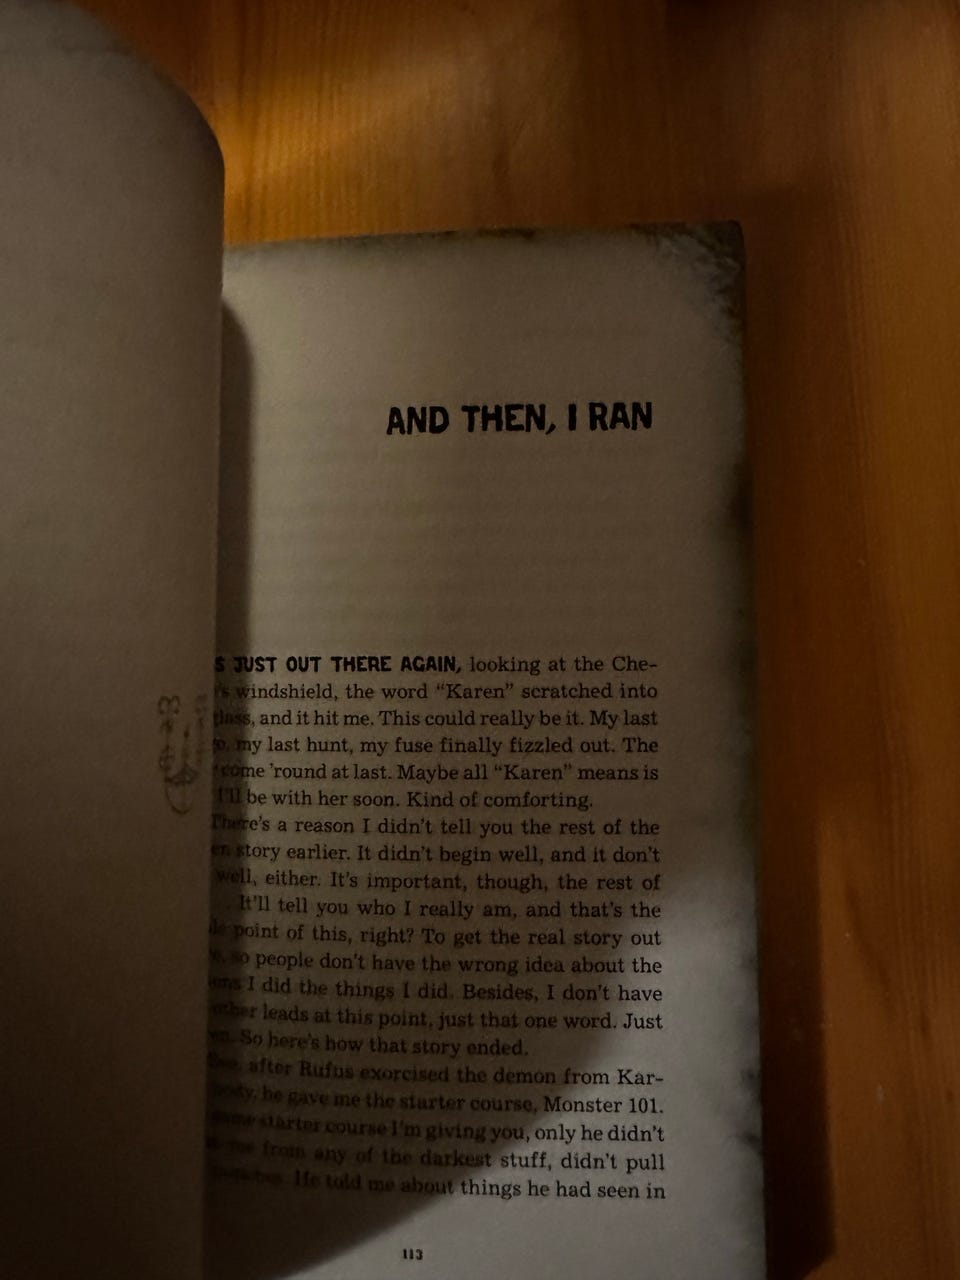 AND THEN, I RAN
JUST OUT THERE AGAIN, looking at the Che-
windshield, the word “Karen” scratched into
and it hit me. This could really be it. My last
my last hunt, my fuse finally fizzled out. The
come ’round at last. Maybe all “Karen” means is
I’ll be with her soon. Kind of comforting.
There’s a reason I didn’t tell you the rest of the
story earlier. It didn’t begin well, and it don’t
well, either. It’s important, though, the rest of
It’ll tell you who I really am, and that’s the
point of this, right? To get the real story out
so people don’t have the wrong idea about the
I did the things I did. Besides, I don’t have
other leads at this point, just that one word. Just
So here’s how that story ended.
after Rufus exorcised the demon from Kar-
he gave me the starter course, Monster 101.
starter course I’m giving you, only he didn’t
from any of the darkest stuff, didn’t pull
He told me about things he had seen in
113